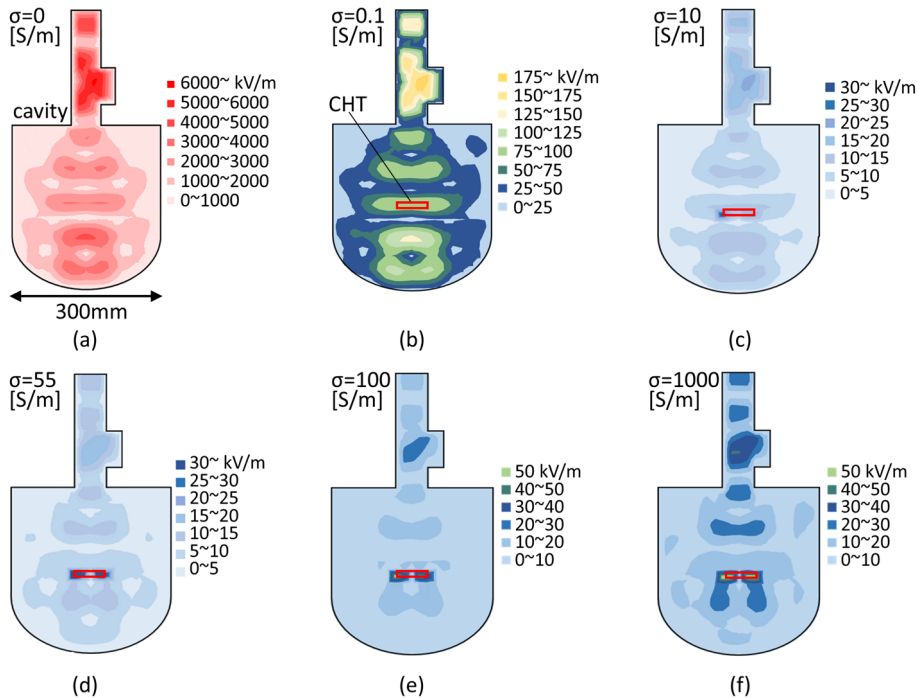 σ=0
[S/m]
cavity
6000~ kV/m
5000~6000
4000~5000
3000~4000
2000~3000
1000~2000
0~1000
300mm
(a)
σ=0.1
[S/m]
CHT
175~ kV/m
150~175
125~150
100~125
75~100
50~75
25~50
0~25
(b)
σ=10
[S/m]
30~ kV/m
25~30
20~25
15~20
10~15
5~10
0~5
(c)
σ=55
[S/m]
30~ kV/m
25~30
20~25
15~20
10~15
5~10
0~5
(d)
σ=100
[S/m]
50 kV/m
40~50
30~40
20~30
10~20
0~10
(e)
σ=1000
[S/m]
50 kV/m
40~50
30~40
20~30
10~20
0~10
(f)